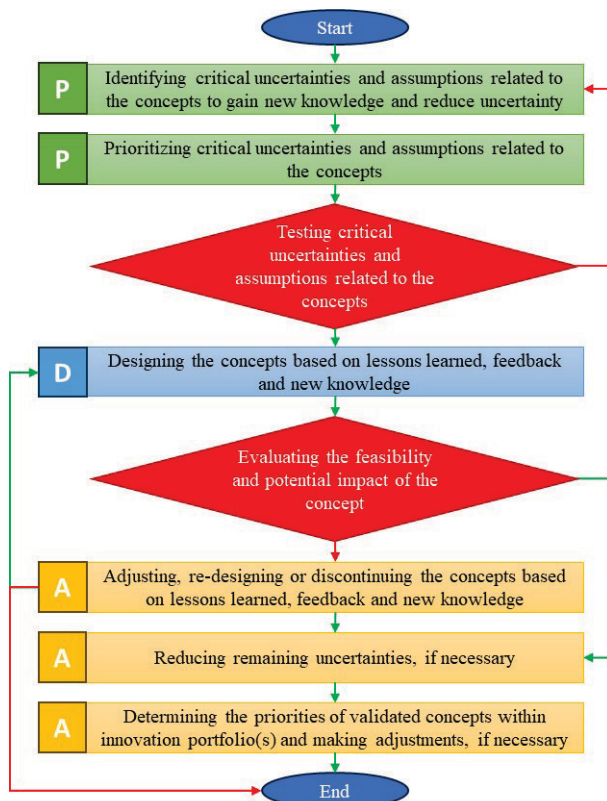 Start
P
Identifying critical uncertainties and assumptions related to
the concepts to gain new knowledge and reduce uncertainty
P
Prioritizing critical uncertainties and assumptions related to
the concepts
Testing critical
uncertainties and
assumptions related to the
concepts
D
Designing the concepts based on lessons learned, feedback
and new knowledge
Evaluating the feasibility
and potential impact of the
concept
A
Adjusting, re-designing or discontinuing the concepts based
on lessons learned, feedback and new knowledge
A
Reducing remaining uncertainties, if necessary
A
Determining the priorities of validated concepts within
innovation portfolio(s) and making adjustments, if necessary
End